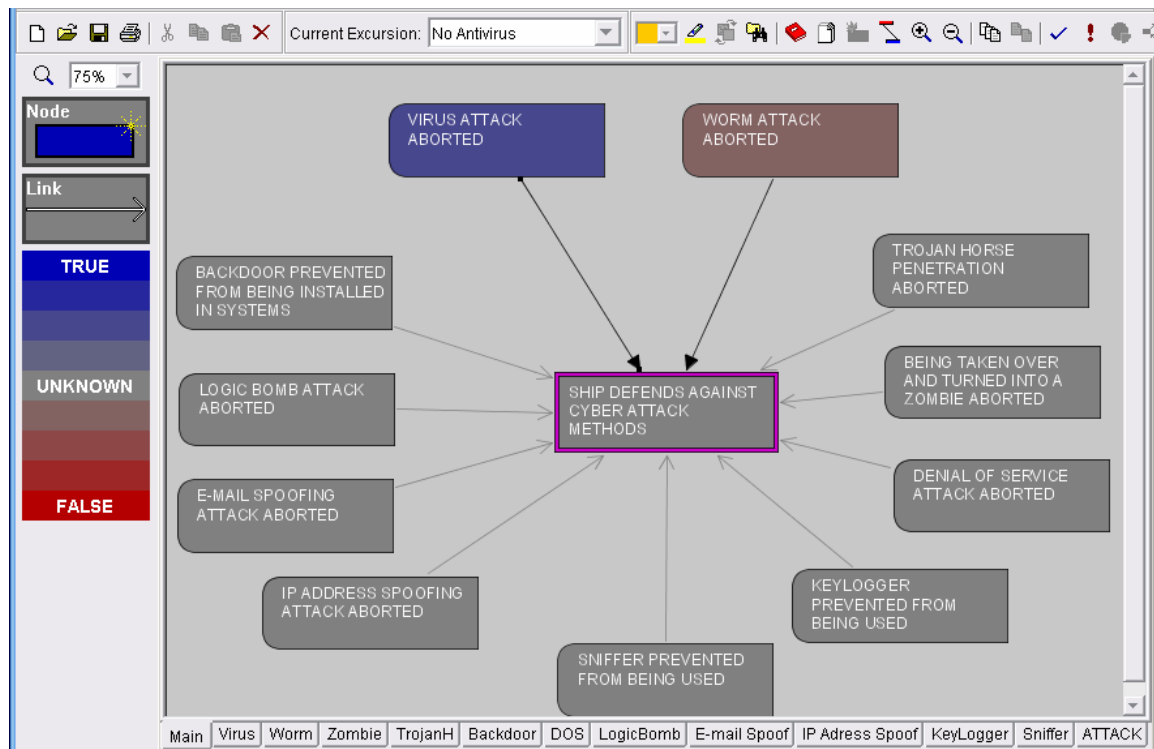 Current Excursion: No Antivirus
75%
Node
Link
TRUE
UNKNOWN
FALSE
VIRUS ATTACK
ABORTED
WORM ATTACK
ABORTED
BACKDOOR PREVENTED
FROM BEING INSTALLED
IN SYSTEMS
TROJAN HORSE
PENETRATION
ABORTED
LOGIC BOMB ATTACK
ABORTED
SHIP DEFENDS AGAINST
CYBER ATTACK
METHODS
BEING TAKEN OVER
AND TURNED INTO A
ZOMBIE ABORTED
E-MAIL SPOOFING
ATTACK ABORTED
DENIAL OF SERVICE
ATTACK ABORTED
IP ADDRESS SPOOFING
ATTACK ABORTED
KEYLOGGER
PREVENTED FROM
BEING USED
SNIFFER PREVENTED
FROM BEING USED
Main Virus Worm Zombie TrojanH Backdoor DOS LogicBomb E-mail Spoof IP Adress Spoof KeyLogger Sniffer ATTACK